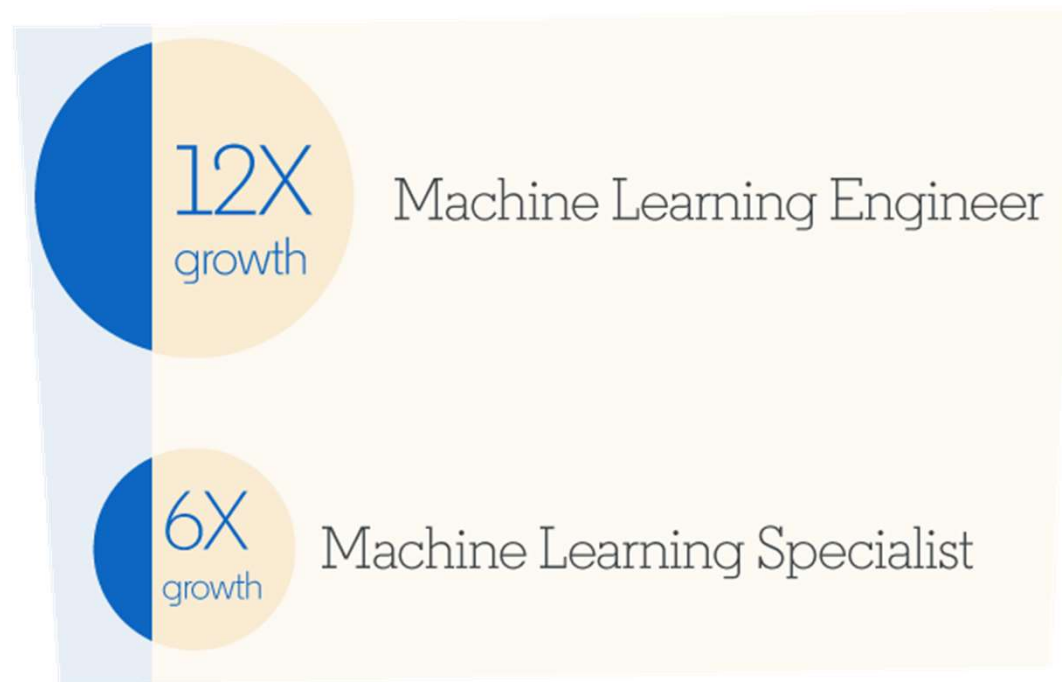 12X
growth
Machine Learning Engineer
6X
growth
Machine Learning Specialist